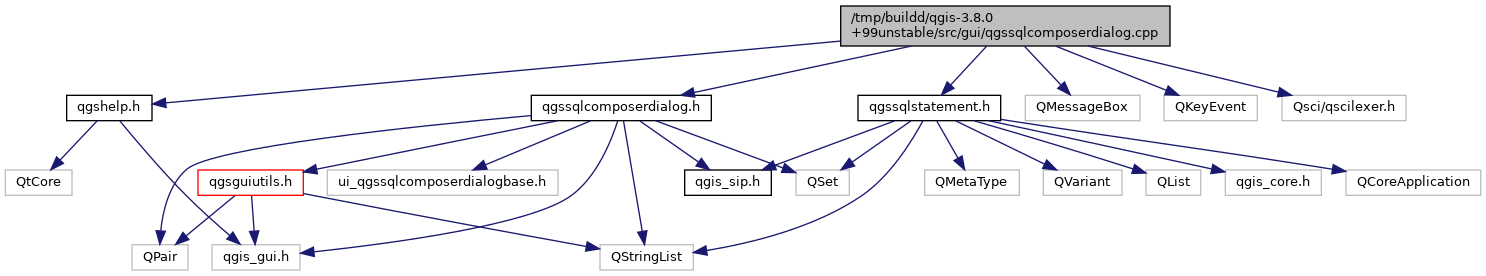 /tmp/buildd/qgis-3.8.0
+99unstable/src/gui/qgssqlcomposerdialog.cpp
qgshelp.h
qgssqlcomposerdialog.h
qgssqlstatement.h
QMessageBox
QKeyEvent
Qsci/qscilexer.h
QtCore
qgsguiutils.h
ui_qgssqlcomposerdialogbase.h
qgis_sip.h
QSet
QMetaType
QVariant
QList
qgis_core.h
QCoreApplication
QPair
qgis_gui.h
QStringList